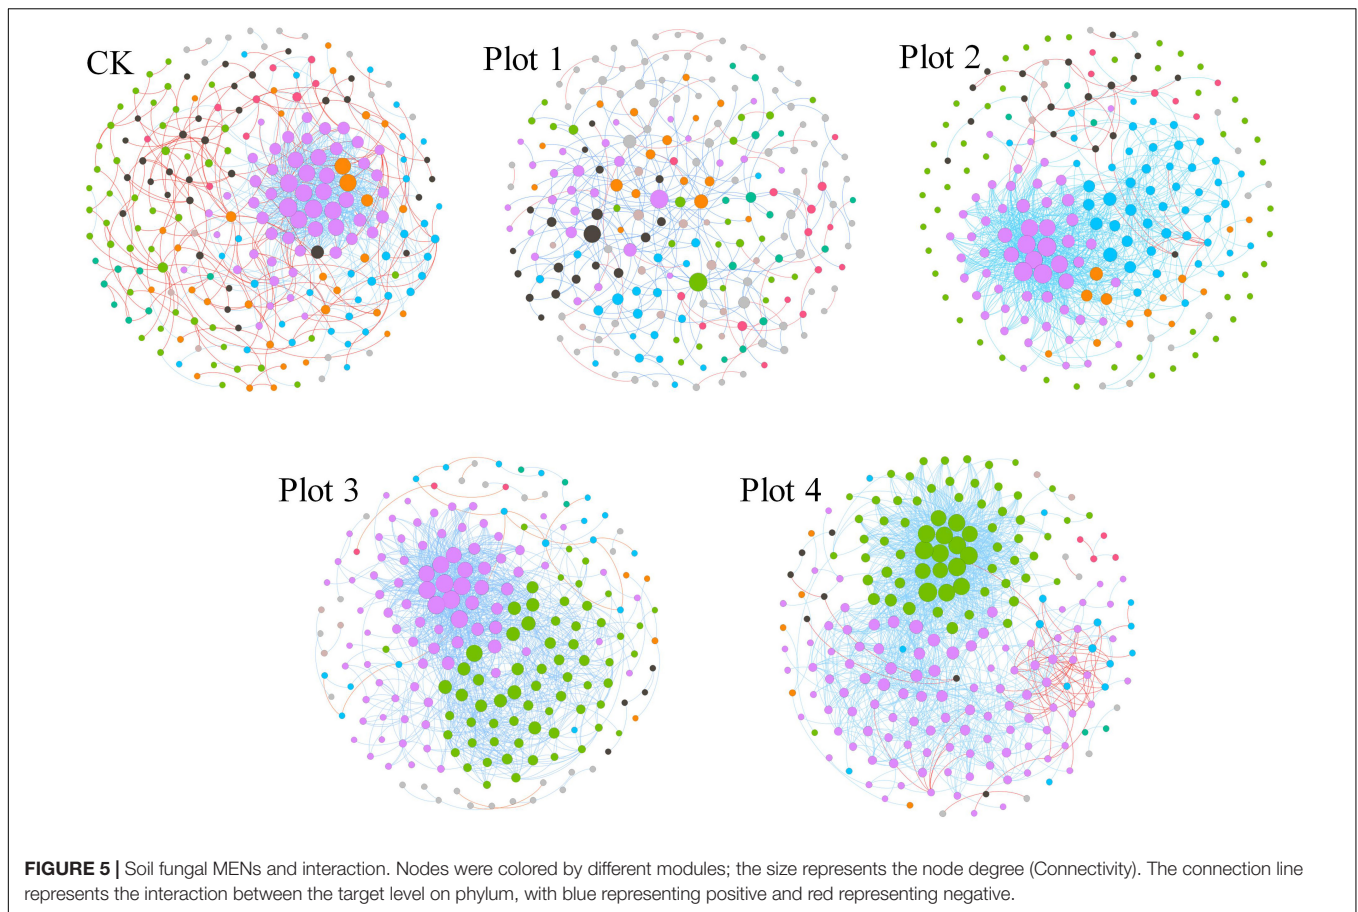 CK
Plot 1
Plot 2
Plot 3
Plot 4
FIGURE 5 | Soil fungal MENs and interaction. Nodes were colored by different modules; the size represents the node degree (Connectivity). The connection line
represents the interaction between the target level on phylum, with blue representing positive and red representing negative.